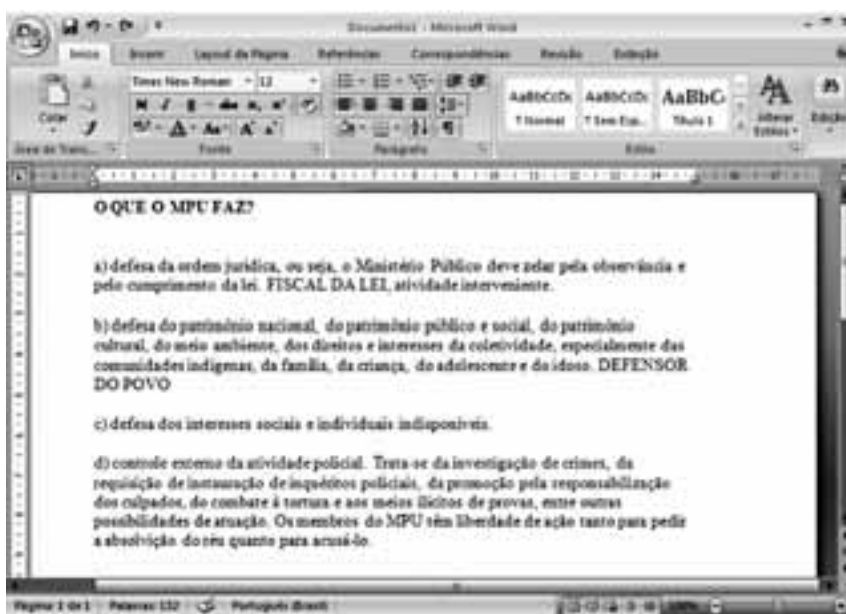 Documento1 - Microsoft Word
Início Inserir Layout da Página Referências Correspondências Revisão Exibição
Times New Roman 12
Colar
AaBbCcDc AaBbCcDc AaBbC
¶ Normal ¶ Sem Esp... Título 1
Alterar
Estilos
Edição
Área de Trans... Fonte Parágrafo Estilo
O QUE O MPU FAZ?
a) defesa da ordem jurídica, ou seja, o Ministério Público deve zelar pela observância e
pelo cumprimento da lei. FISCAL DA LEI, atividade interveniente.
b) defesa do patrimônio nacional, do patrimônio público e social, do patrimônio
cultural, do meio ambiente, dos direitos e interesses da coletividade, especialmente das
comunidades indígenas, da família, da criança, do adolescente e do idoso. DEFENSOR
DO POVO
c) defesa dos interesses sociais e individuais indisponíveis.
d) controle externo da atividade policial. Trata-se da investigação de crimes, da
requisição de instauração de inquéritos policiais, da promoção pela responsabilização
dos culpados, do combate à tortura e aos meios ilícitos de provas, entre outras
possibilidades de atuação. Os membros do MPU têm liberdade de ação tanto para pedir
a absolvição do réu quanto para acusá-lo.
Página: 1 de 1 Palavras: 132 Português (Brasil) 100%